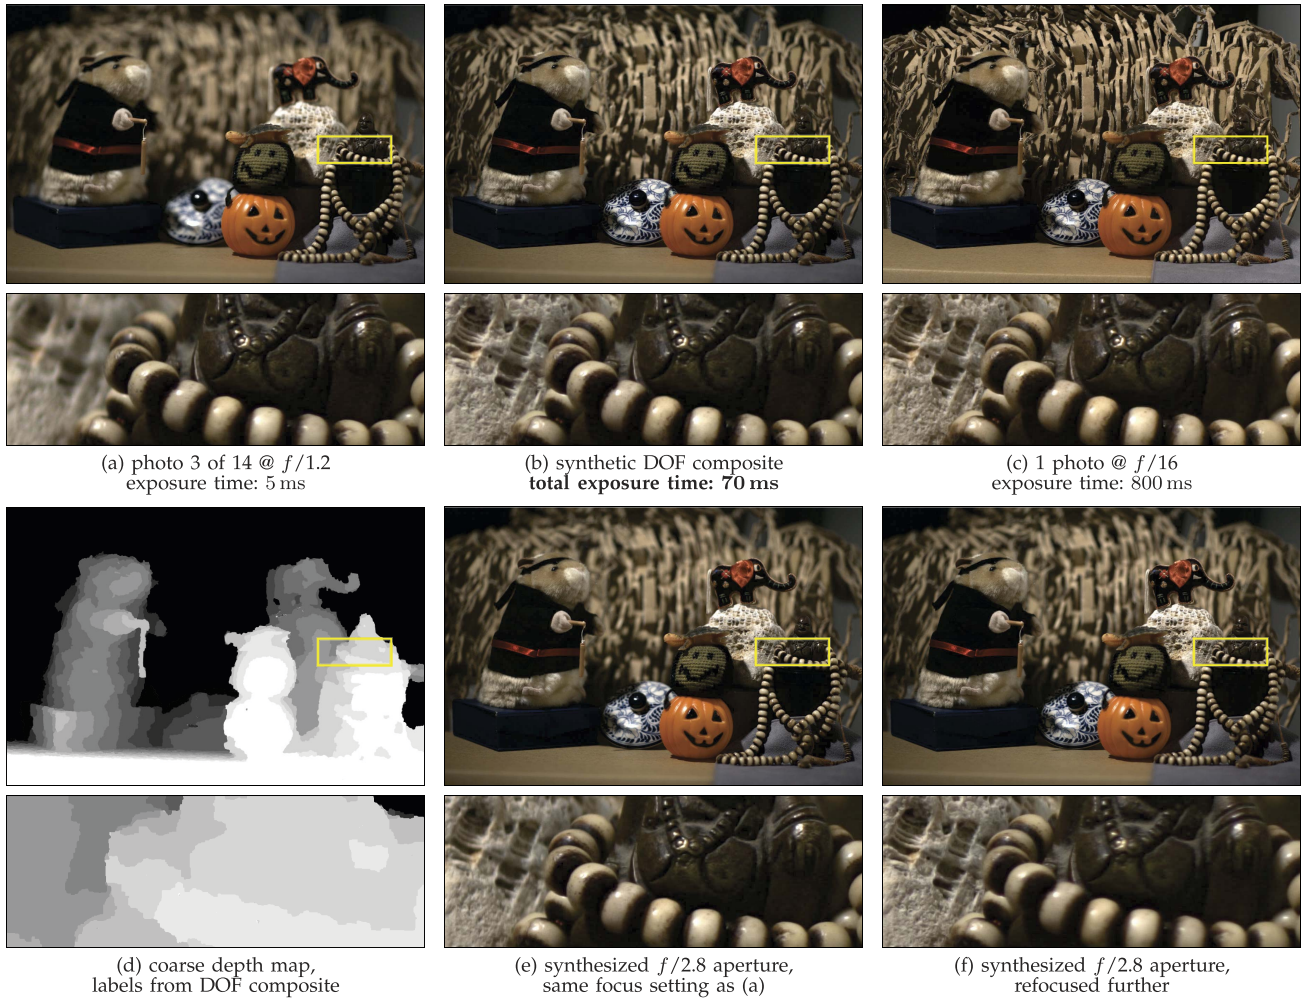 (a) photo 3 of 14 @ f/1.2
exposure time: 5 ms
(b) synthetic DOF composite
total exposure time: 70 ms
(c) 1 photo @ f/16
exposure time: 800 ms
(d) coarse depth map,
labels from DOF composite
(e) synthesized f/2.8 aperture,
same focus setting as (a)
(f) synthesized f/2.8 aperture,
refocused further